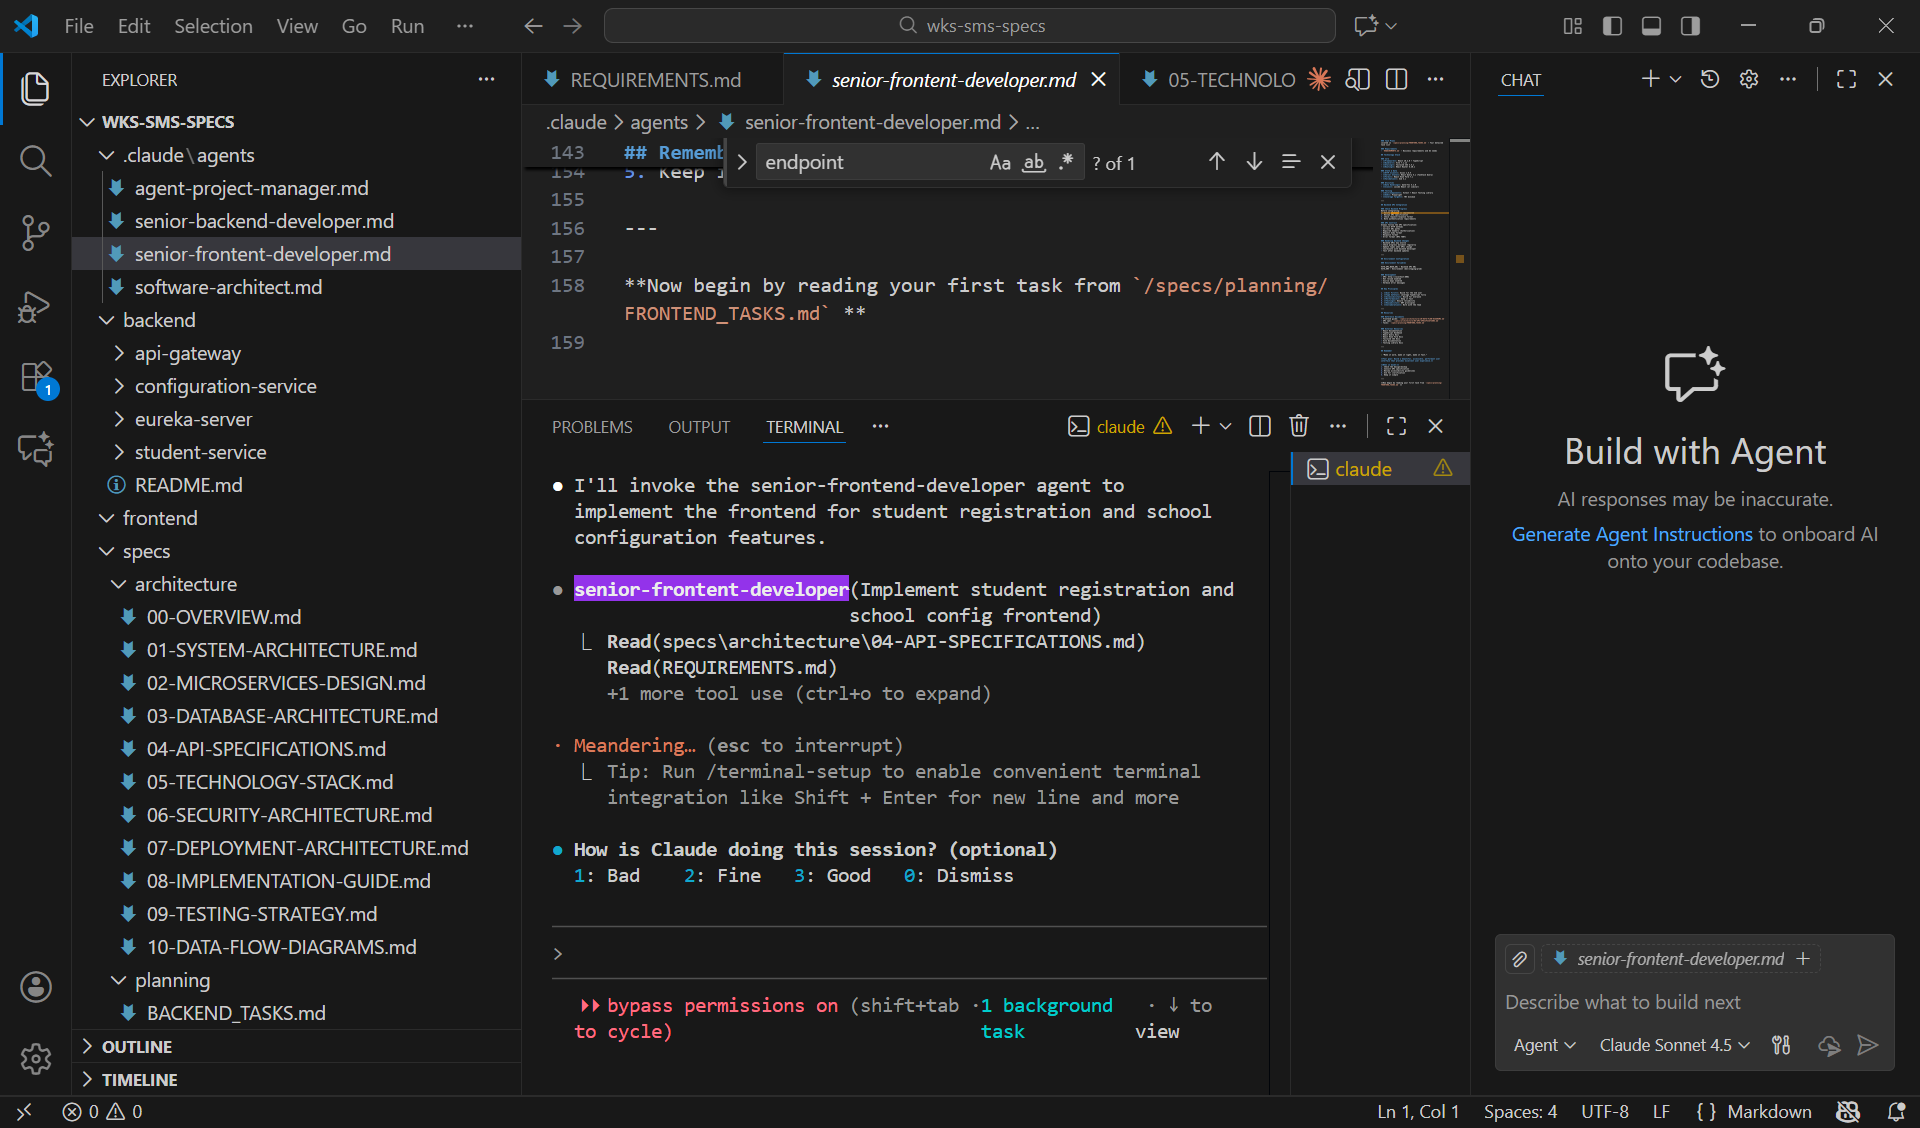 File Edit Selection View Go Run ··· wks-sms-specs
EXPLORER ···
WKS-SMS-SPECS
.claude\agents
agent-project-manager.md
senior-backend-developer.md
senior-frontent-developer.md
software-architect.md
backend
api-gateway
configuration-service
eureka-server
student-service
README.md
frontend
specs
architecture
00-OVERVIEW.md
01-SYSTEM-ARCHITECTURE.md
02-MICROSERVICES-DESIGN.md
03-DATABASE-ARCHITECTURE.md
04-API-SPECIFICATIONS.md
05-TECHNOLOGY-STACK.md
06-SECURITY-ARCHITECTURE.md
07-DEPLOYMENT-ARCHITECTURE.md
08-IMPLEMENTATION-GUIDE.md
09-TESTING-STRATEGY.md
10-DATA-FLOW-DIAGRAMS.md
planning
BACKEND_TASKS.md
OUTLINE
TIMELINE
1
REQUIREMENTS.md senior-frontent-developer.md 05-TECHNOLO ···
.claude > agents > senior-frontent-developer.md > ...
143 ## Rememb
endpoint Aa ab .* ? of 1
154 5. Keep
155
156 ---
157
158 **Now begin by reading your first task from `/specs/planning/
FRONTEND_TASKS.md` **
159
PROBLEMS OUTPUT TERMINAL ··· claude
claude
● I'll invoke the senior-frontend-developer agent to
implement the frontend for student registration and school
configuration features.
● senior-frontent-developer(Implement student registration and
school config frontend)
⎿ Read(specs\architecture\04-API-SPECIFICATIONS.md)
Read(REQUIREMENTS.md)
+1 more tool use (ctrl+o to expand)
· Meandering… (esc to interrupt)
⎿ Tip: Run /terminal-setup to enable convenient terminal
integration like Shift + Enter for new line and more
● How is Claude doing this session? (optional)
1: Bad 2: Fine 3: Good 0: Dismiss
>
⏵⏵ bypass permissions on (shift+tab · 1 background · ↓ to
to cycle) task view
CHAT
Build with Agent
AI responses may be inaccurate.
Generate Agent Instructions to onboard AI
onto your codebase.
senior-frontent-developer.md +
Describe what to build next
Agent Claude Sonnet 4.5
0 0
Ln 1, Col 1 Spaces: 4 UTF-8 LF { } Markdown